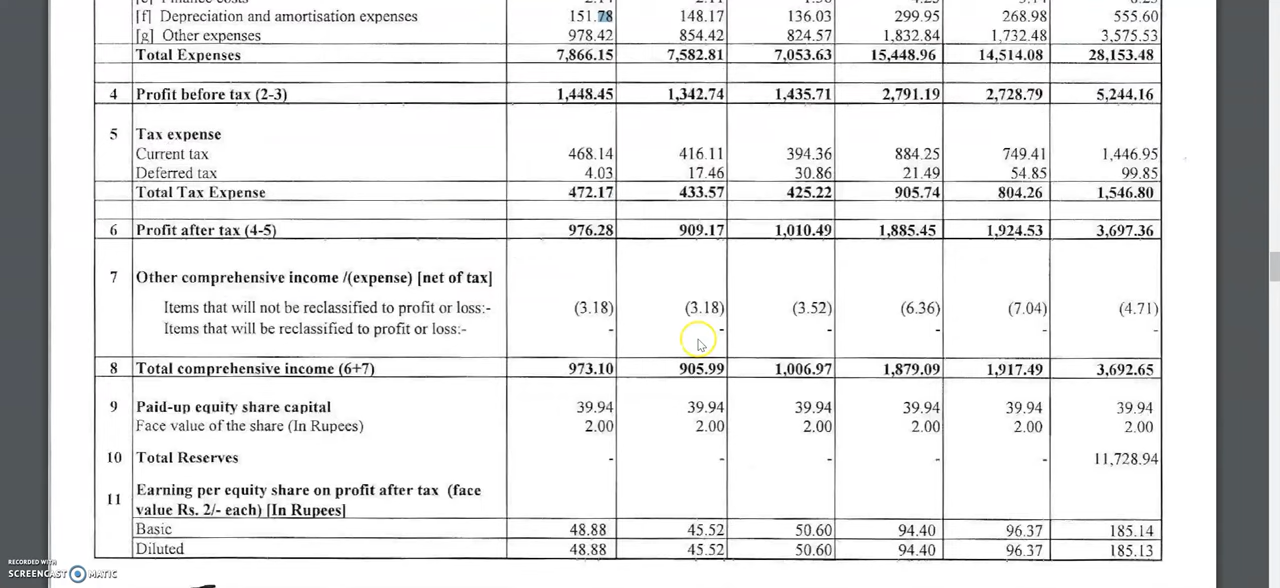 [f] Depreciation and amortisation expenses 151.78 148.17 136.03 299.95 268.98 555.60
[g] Other expenses 978.42 854.42 824.57 1,832.84 1,732.48 3,575.53
Total Expenses 7,866.15 7,582.81 7,053.63 15,448.96 14,514.08 28,153.48
4 Profit before tax (2-3) 1,448.45 1,342.74 1,435.71 2,791.19 2,728.79 5,244.16
5 Tax expense
Current tax 468.14 416.11 394.36 884.25 749.41 1,446.95
Deferred tax 4.03 17.46 30.86 21.49 54.85 99.85
Total Tax Expense 472.17 433.57 425.22 905.74 804.26 1,546.80
6 Profit after tax (4-5) 976.28 909.17 1,010.49 1,885.45 1,924.53 3,697.36
7 Other comprehensive income /(expense) [net of tax]
Items that will not be reclassified to profit or loss:- (3.18) (3.18) (3.52) (6.36) (7.04) (4.71)
Items that will be reclassified to profit or loss:- - - - - - -
8 Total comprehensive income (6+7) 973.10 905.99 1,006.97 1,879.09 1,917.49 3,692.65
9 Paid-up equity share capital 39.94 39.94 39.94 39.94 39.94 39.94
Face value of the share (In Rupees) 2.00 2.00 2.00 2.00 2.00 2.00
10 Total Reserves - - - - - 11,728.94
11 Earning per equity share on profit after tax (face
value Rs. 2/- each) [In Rupees]
Basic 48.88 45.52 50.60 94.40 96.37 185.14
Diluted 48.88 45.52 50.60 94.40 96.37 185.13
RECORDED WITH
SCREENCAST MATIC